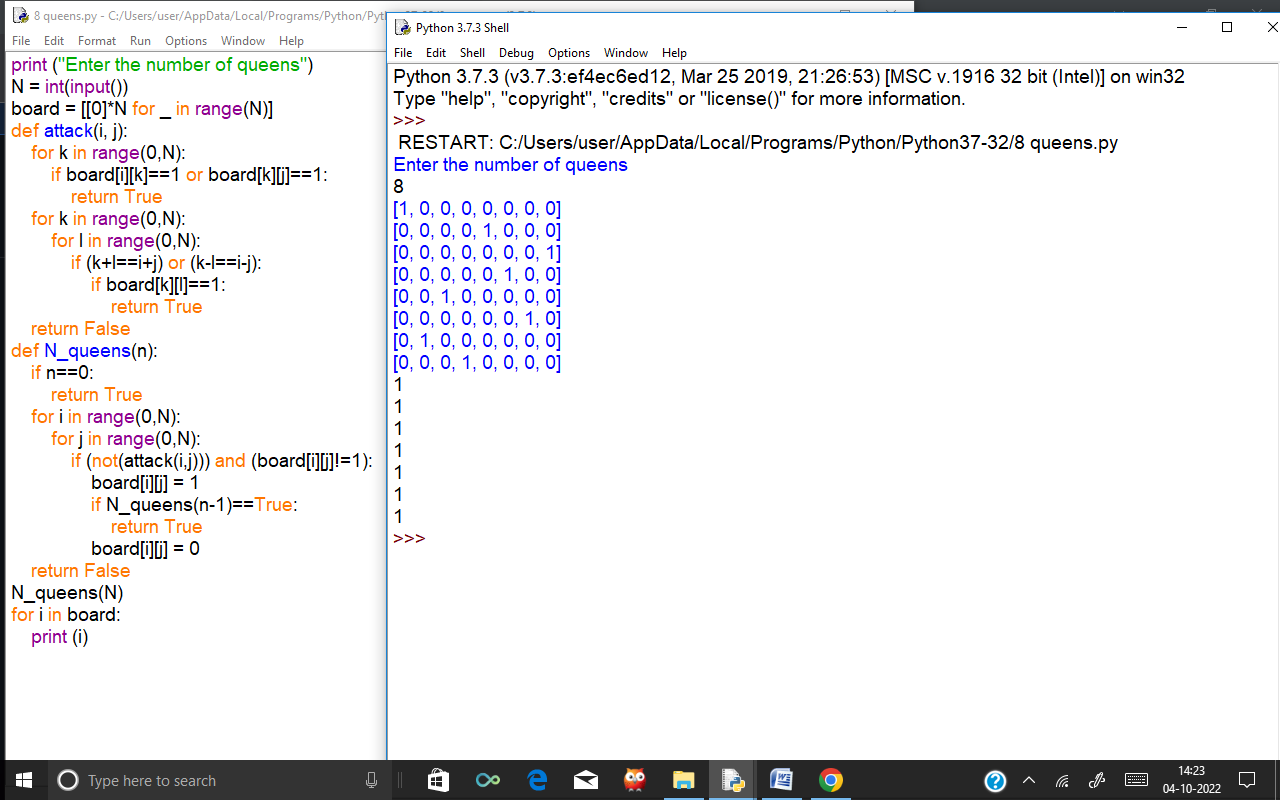 8 queens.py - C:/Users/user/AppData/Local/Programs/Python/Pyt
File Edit Format Run Options Window Help
print ("Enter the number of queens")
N = int(input())
board = [[0]*N for _ in range(N)]
def attack(i, j):
for k in range(0,N):
if board[i][k]==1 or board[k][j]==1:
return True
for k in range(0,N):
for l in range(0,N):
if (k+l==i+j) or (k-l==i-j):
if board[k][l]==1:
return True
return False
def N_queens(n):
if n==0:
return True
for i in range(0,N):
for j in range(0,N):
if (not(attack(i,j))) and (board[i][j]!=1):
board[i][j] = 1
if N_queens(n-1)==True:
return True
board[i][j] = 0
return False
N_queens(N)
for i in board:
print (i)
Python 3.7.3 Shell
File Edit Shell Debug Options Window Help
Python 3.7.3 (v3.7.3:ef4ec6ed12, Mar 25 2019, 21:26:53) [MSC v.1916 32 bit (Intel)] on win32
Type "help", "copyright", "credits" or "license()" for more information.
>>>
RESTART: C:/Users/user/AppData/Local/Programs/Python/Python37-32/8 queens.py
Enter the number of queens
8
[1, 0, 0, 0, 0, 0, 0, 0]
[0, 0, 0, 0, 1, 0, 0, 0]
[0, 0, 0, 0, 0, 0, 0, 1]
[0, 0, 0, 0, 0, 1, 0, 0]
[0, 0, 1, 0, 0, 0, 0, 0]
[0, 0, 0, 0, 0, 0, 1, 0]
[0, 1, 0, 0, 0, 0, 0, 0]
[0, 0, 0, 1, 0, 0, 0, 0]
1
1
1
1
1
1
1
>>>
Type here to search
14:23
04-10-2022